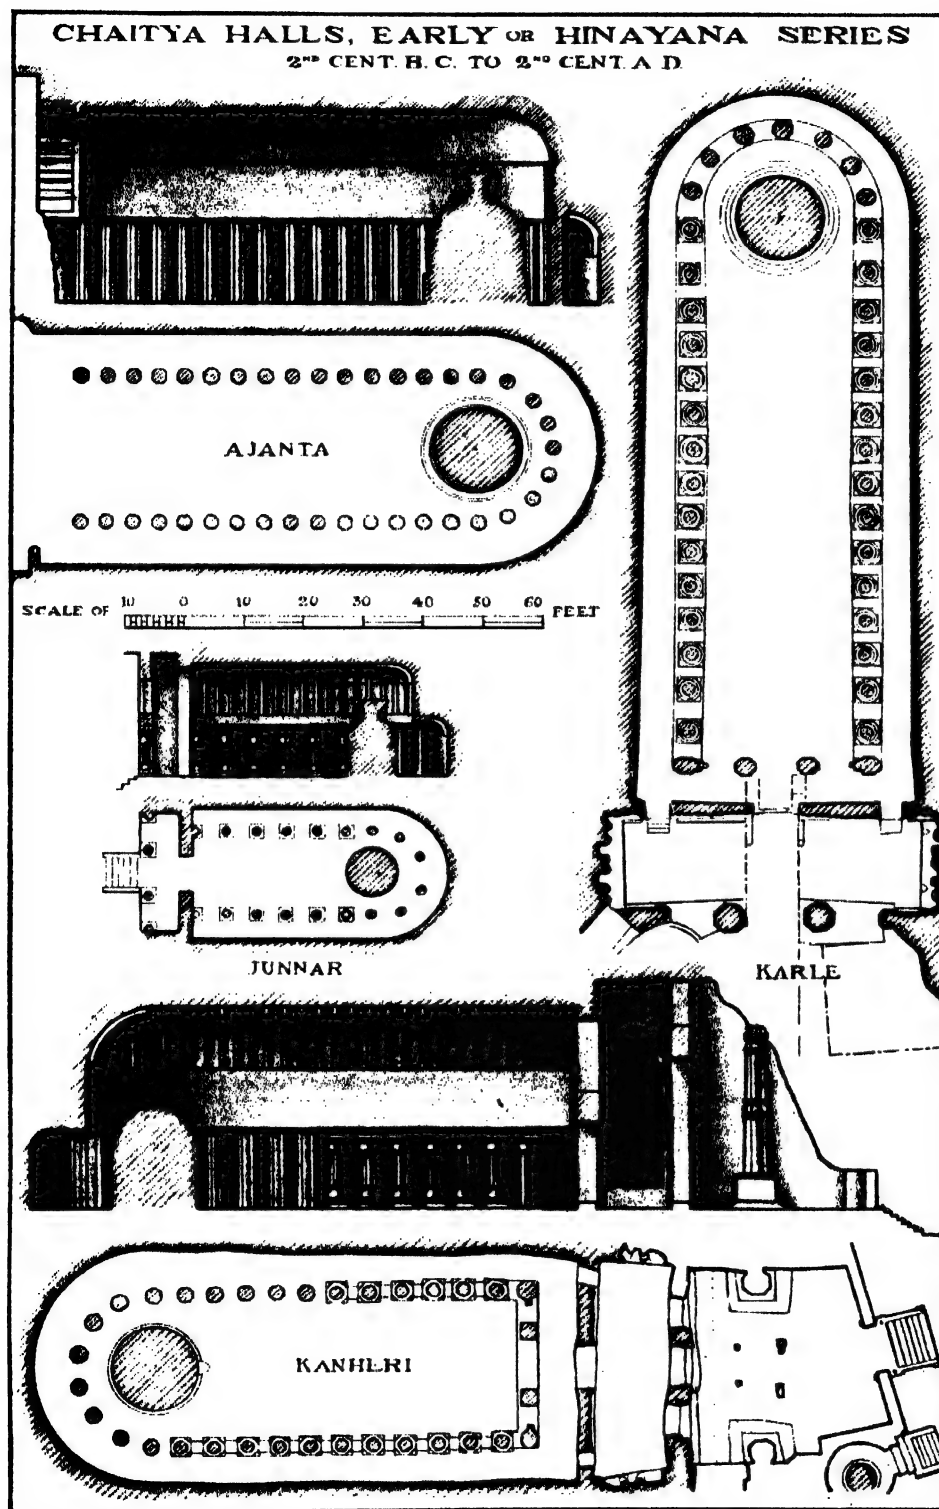 CHAITYA HALLS, EARLY OR HINAYANA SERIES
2ND CENT. B. C. TO 2ND CENT. A D.
AJANTA
SCALE OF 10 0 10 20 30 40 50 60 FEET
JUNNAR
KARLE
KANHERI